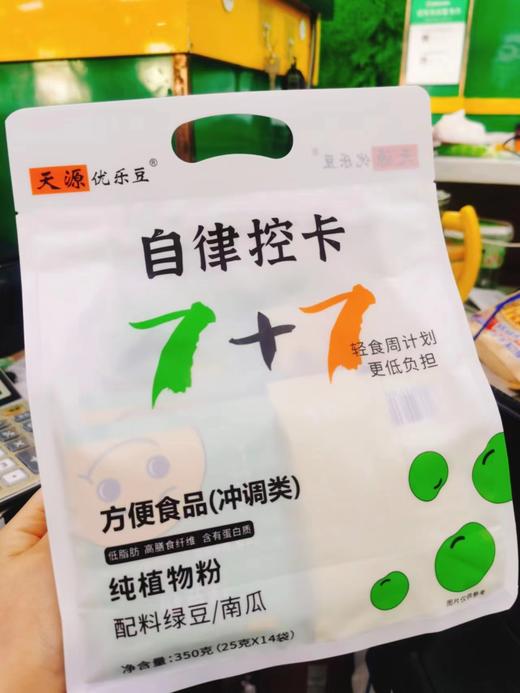 天源优乐豆®
自律控卡
7+7
轻食周计划
更低负担
方便食品(冲调类)
低脂肪 高膳食纤维 含有蛋白质
纯植物粉
配料绿豆/南瓜
图片仅供参考
净含量:350克(25克X14袋)